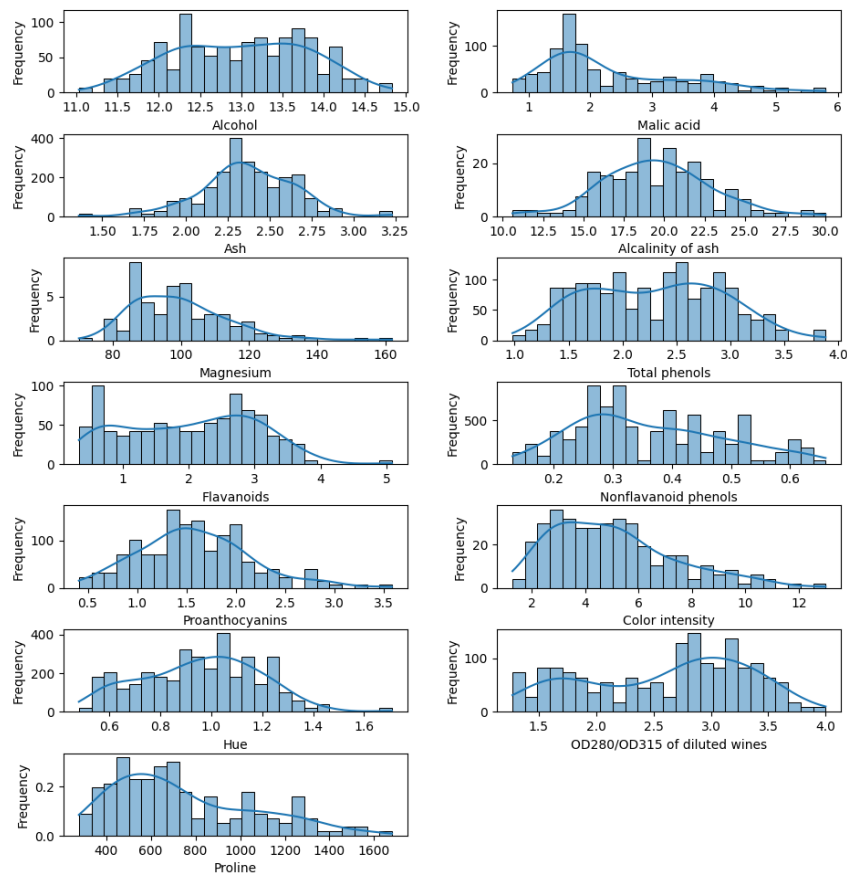 Frequency
100
50
0
11.0 11.5 12.0 12.5 13.0 13.5 14.0 14.5 15.0
Alcohol
Frequency
100
0
1 2 3 4 5 6
Malic acid
Frequency
400
200
0
1.50 1.75 2.00 2.25 2.50 2.75 3.00 3.25
Ash
Frequency
20
0
10.0 12.5 15.0 17.5 20.0 22.5 25.0 27.5 30.0
Alcalinity of ash
Frequency
5
0
80 100 120 140 160
Magnesium
Frequency
100
50
0
1.0 1.5 2.0 2.5 3.0 3.5 4.0
Total phenols
Frequency
100
50
0
1 2 3 4 5
Flavanoids
Frequency
500
0
0.2 0.3 0.4 0.5 0.6
Nonflavanoid phenols
Frequency
100
0
0.5 1.0 1.5 2.0 2.5 3.0 3.5
Proanthocyanins
Frequency
20
0
2 4 6 8 10 12
Color intensity
Frequency
400
200
0
0.6 0.8 1.0 1.2 1.4 1.6
Hue
Frequency
100
0
1.5 2.0 2.5 3.0 3.5 4.0
OD280/OD315 of diluted wines
Frequency
0.2
0.0
400 600 800 1000 1200 1400 1600
Proline